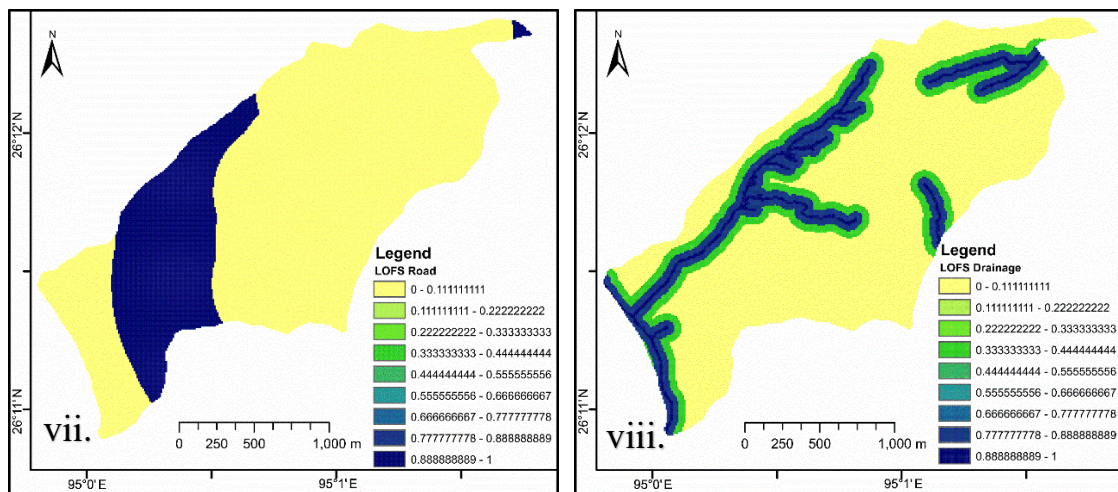 N
26°12'N
26°11'N
Legend
LOFS Road
0 - 0.111111111
0.111111111 - 0.222222222
0.222222222 - 0.333333333
0.333333333 - 0.444444444
0.444444444 - 0.555555556
0.555555556 - 0.666666667
0.666666667 - 0.777777778
0.777777778 - 0.888888889
0.888888889 - 1
vii.
0 250 500 1,000 m
95°0'E 95°1'E
N
26°12'N
26°11'N
Legend
LOFS Drainage
0 - 0.111111111
0.111111111 - 0.222222222
0.222222222 - 0.333333333
0.333333333 - 0.444444444
0.444444444 - 0.555555556
0.555555556 - 0.666666667
0.666666667 - 0.777777778
0.777777778 - 0.888888889
0.888888889 - 1
viii.
0 250 500 1,000 m
95°0'E 95°1'E